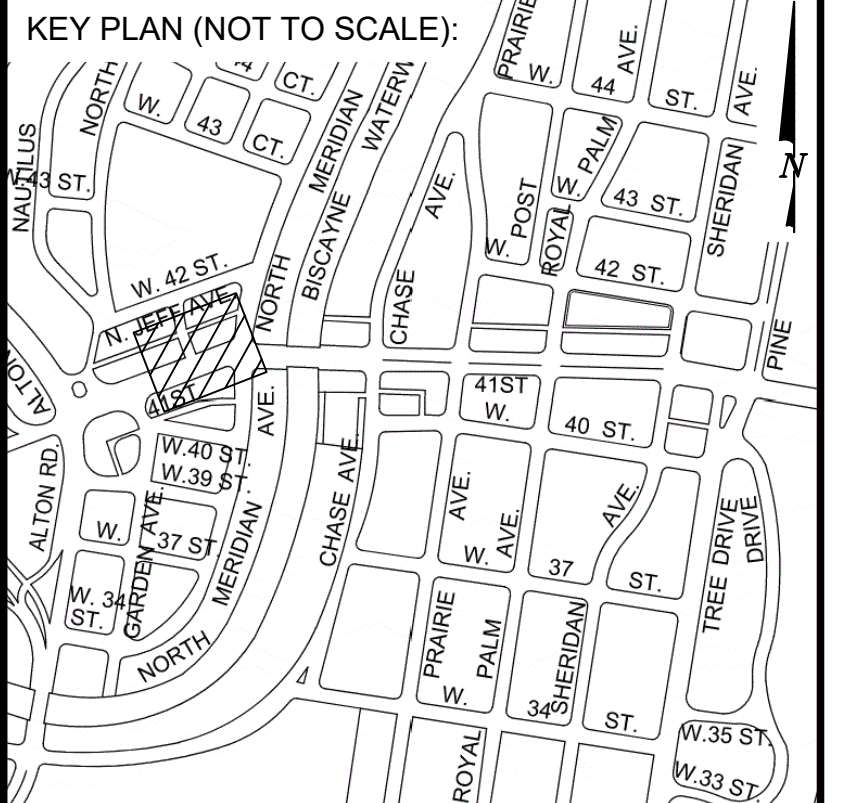 KEY PLAN (NOT TO SCALE):
PRAIRIE
W.
44
AVE.
ST.
AVE.
NORTH
W.
CT.
43
CT.
MERIDIAN
WATERW
NAUTILUS
W.43 ST.
AVE.
POST
W.
PALM
W.
ROYAL
43 ST.
SHERIDAN
N
W. 42 ST.
NORTH
BISCAYNE
CHASE
42 ST.
N. JEFF AVE.
PINE
ALTON
41ST
AVE.
41ST
W.
40 ST.
W.40 ST.
W.39 ST.
ALTON RD.
W.
GARDEN AVE.
37 ST.
MERIDIAN
CHASE AVE.
AVE.
AVE.
W.
37
AVE.
ST.
TREE DRIVE
DRIVE
W. 34
ST.
NORTH
PRAIRIE
PALM
W.
SHERIDAN
34
ST.
ROYAL
W.35 ST.
W.33 ST.